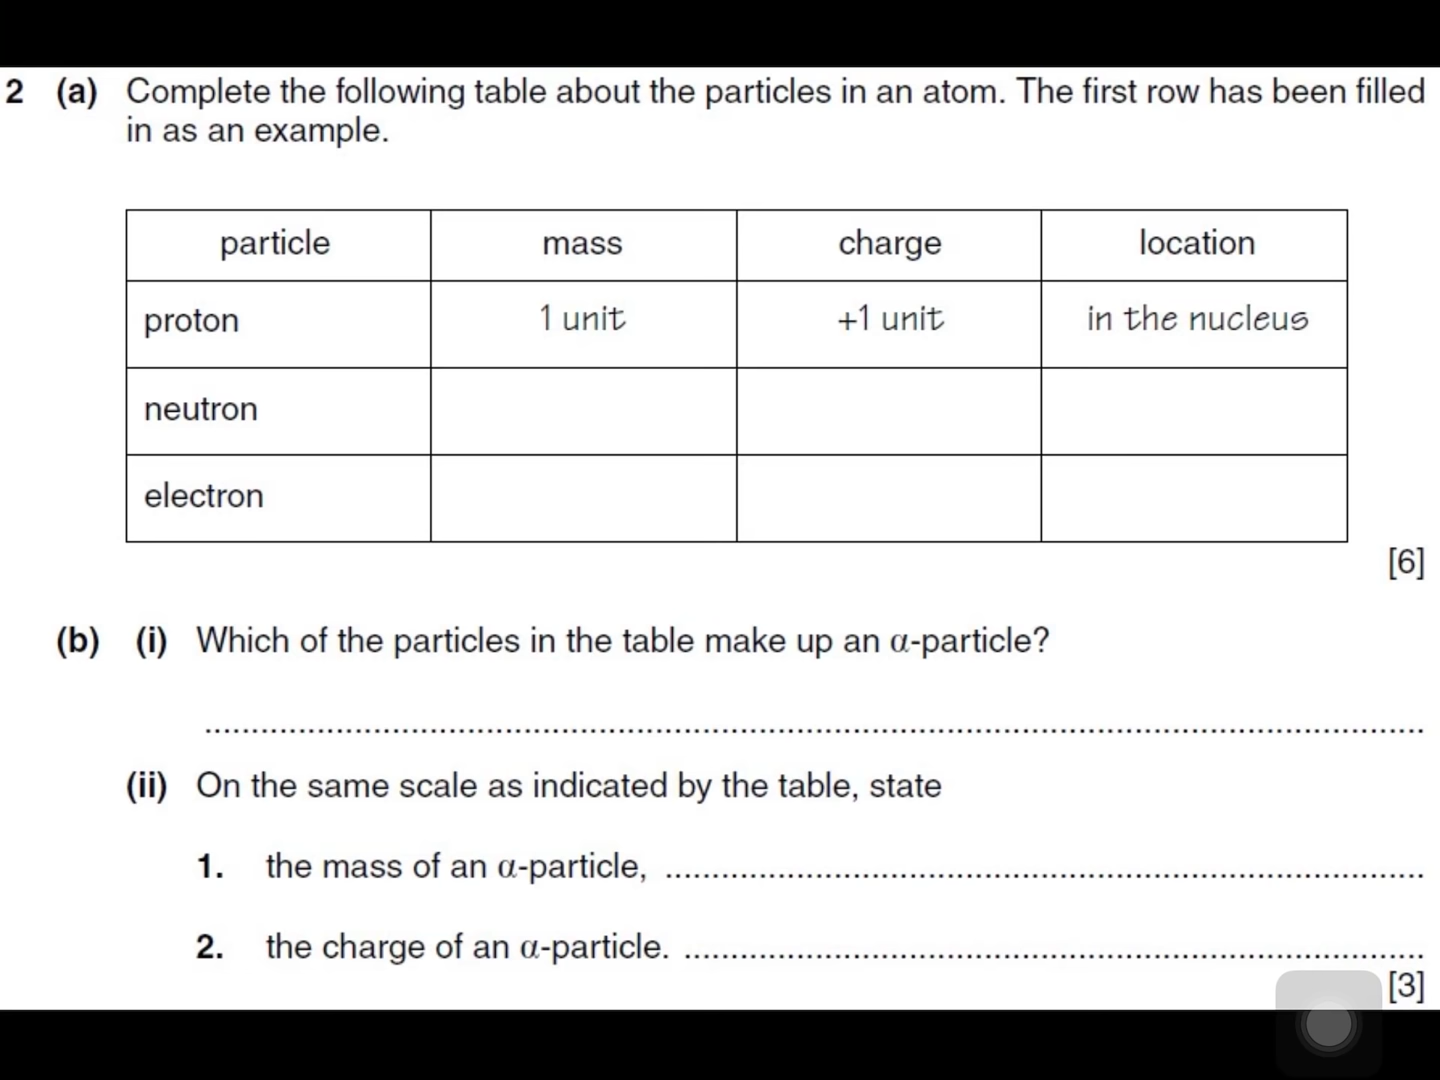 2 (a) Complete the following table about the particles in an atom. The first row has been filled
in as an example.
particle mass charge location
proton 1 unit +1 unit in the nucleus
neutron
electron
[6]
(b) (i) Which of the particles in the table make up an α-particle?
(ii) On the same scale as indicated by the table, state
1. the mass of an α-particle, ................................................................................
2. the charge of an α-particle. ................................................................................
[3]